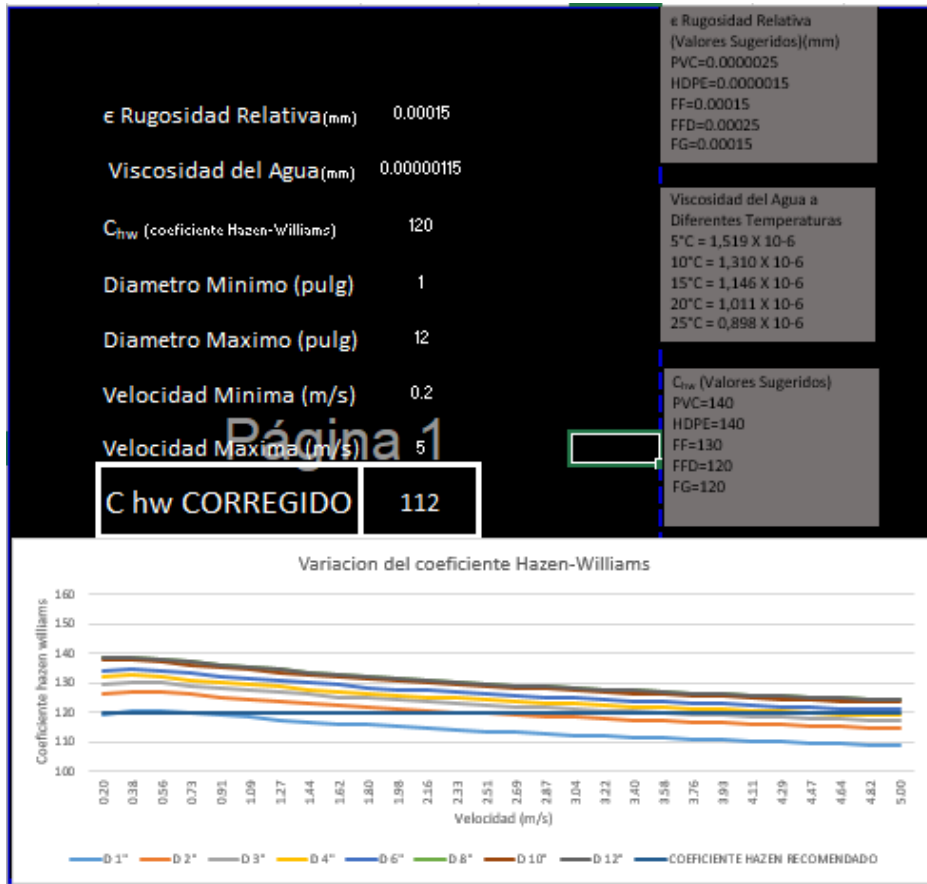 є Rugosidad Relativa(mm) 0.00015
Viscosidad del Agua(mm) 0.00000115
Chw (coeficiente Hazen-Williams) 120
Diametro Minimo (pulg) 1
Diametro Maximo (pulg) 12
Velocidad Minima (m/s) 0.2
Velocidad Maxima (m/s) 5
Página 1
C hw CORREGIDO 112
є Rugosidad Relativa
(Valores Sugeridos)(mm)
PVC=0.0000025
HDPE=0.0000015
FF=0.00015
FFD=0.00025
FG=0.00015
Viscosidad del Agua a
Diferentes Temperaturas
5°C = 1,519 X 10-6
10°C = 1,310 X 10-6
15°C = 1,146 X 10-6
20°C = 1,011 X 10-6
25°C = 0,898 X 10-6
Chw (Valores Sugeridos)
PVC=140
HDPE=140
FF=130
FFD=120
FG=120
Variacion del coeficiente Hazen-Williams
Coeficiente hazen williams
160
150
140
130
120
110
100
0.20 0.38 0.56 0.73 0.91 1.09 1.27 1.44 1.62 1.80 1.98 2.16 2.33 2.51 2.69 2.87 3.04 3.22 3.40 3.58 3.76 3.93 4.11 4.29 4.47 4.64 4.82 5.00
Velocidad (m/s)
D 1" D 2" D 3" D 4" D 6" D 8" D 10" D 12" COEFICIENTE HAZEN RECOMENDADO